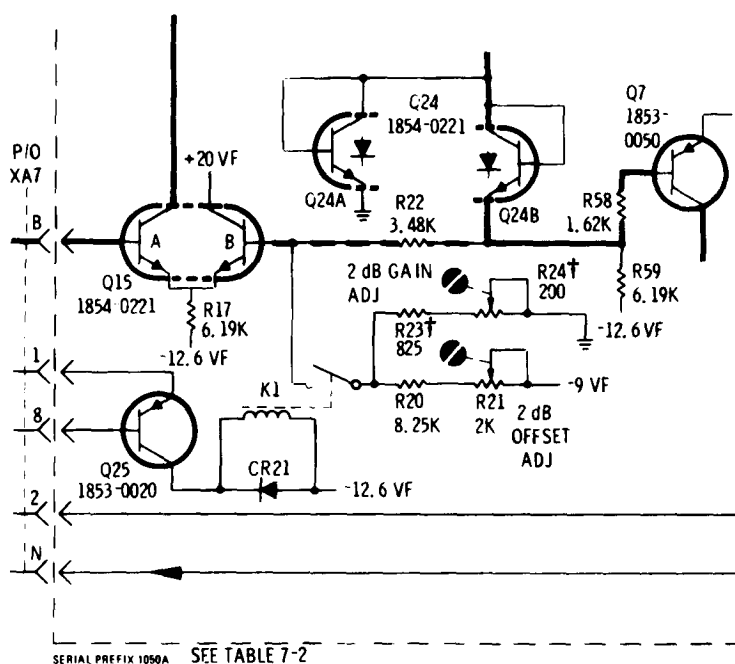 Q24
1854-0221
Q7
1853-
0050
P/O
XA7
+20 VF
Q24A
Q24B
R22
3.48K
R58
1.62K
B
A
B
Q15
1854-0221
R17
6.19K
-12.6 VF
2 dB GAIN
ADJ
R24†
200
R59
6.19K
-12.6 VF
R23†
825
1
8
K1
-9 VF
R20
8.25K
R21
2K
2 dB
OFFSET
ADJ
Q25
1853-0020
CR21
-12.6 VF
2
N
SERIAL PREFIX 1050A
SEE TABLE 7-2